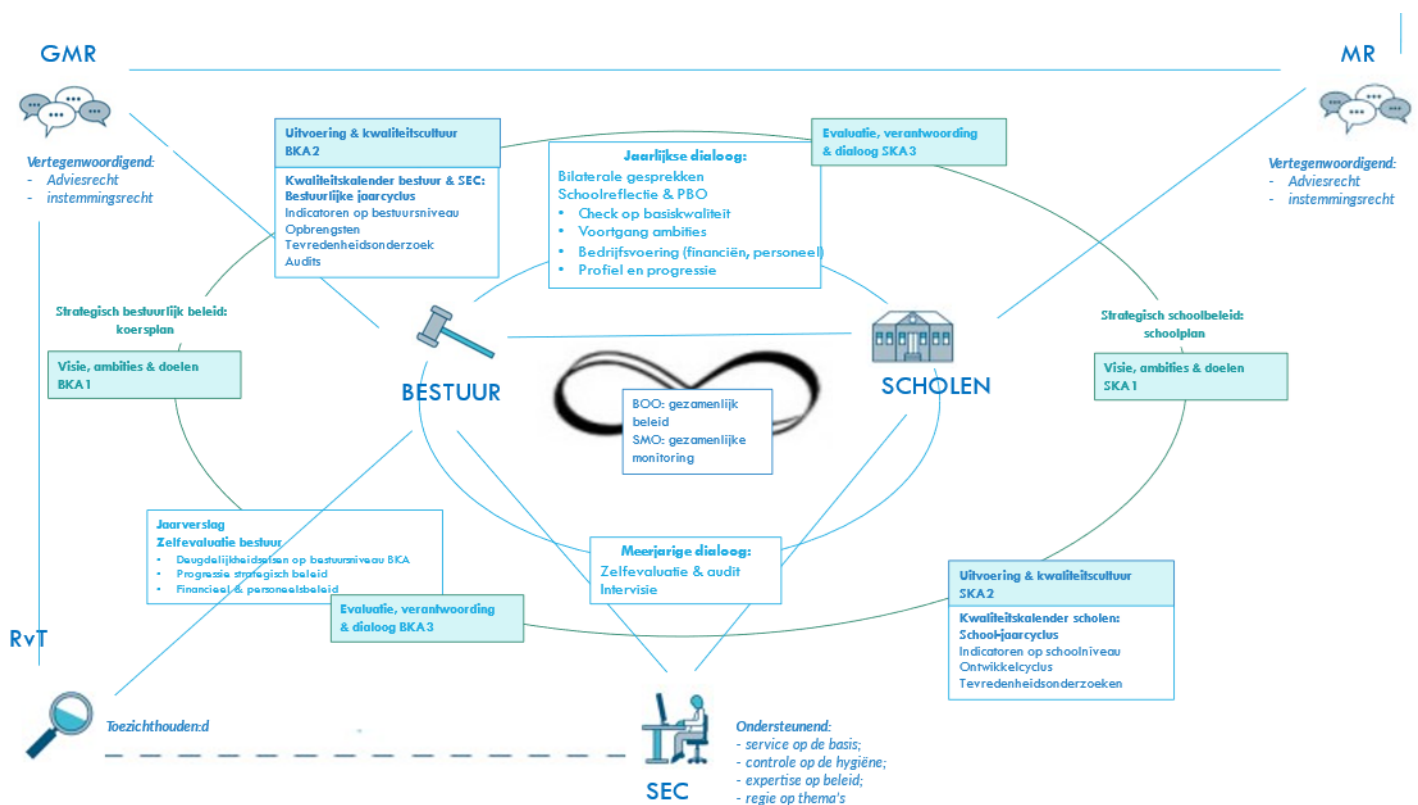 GMR
MR
Vertegenwoordigend:
- Adviesrecht
- instemmingsrecht
Uitvoering & kwaliteitscultuur
BKA2
Kwaliteitskalender bestuur & SEC:
Bestuurlijke jaarcyclus
Indicatoren op bestuursniveau
Opbrengsten
Tevredenheidsonderzoek
Audits
Jaarlijkse dialoog:
Bilaterale gesprekken
Schoolreflectie & PBO
• Check op basiskwaliteit
• Voortgang ambities
• Bedrijfsvoering (financiën, personeel)
• Profiel en progressie
Evaluatie, verantwoording
& dialoog SKA3
Vertegenwoordigend:
- Adviesrecht
- instemmingsrecht
Strategisch bestuurlijk beleid:
koersplan
Visie, ambities & doelen
BKA1
BESTUUR
SCHOLEN
BOO: gezamenlijk
beleid
SMO: gezamenlijke
monitoring
Strategisch schoolbeleid:
schoolplan
Visie, ambities & doelen
SKA1
Jaarverslag
Zelfevaluatie bestuur
• Deugdelijkheidseisen op bestuursniveau BKA
• Progressie strategisch beleid
• Financieel & personeelsbeleid
Evaluatie, verantwoording
& dialoog BKA3
Meerjarige dialoog:
Zelfevaluatie & audit
Intervisie
Uitvoering & kwaliteitscultuur
SKA2
Kwaliteitskalender scholen:
School-jaarcyclus
Indicatoren op schoolniveau
Ontwikkelcyclus
Tevredenheidsonderzoeken
RvT
Toezichthouden:d
SEC
Ondersteunend:
- service op de basis;
- controle op de hygiëne;
- expertise op beleid;
- regie op thema's